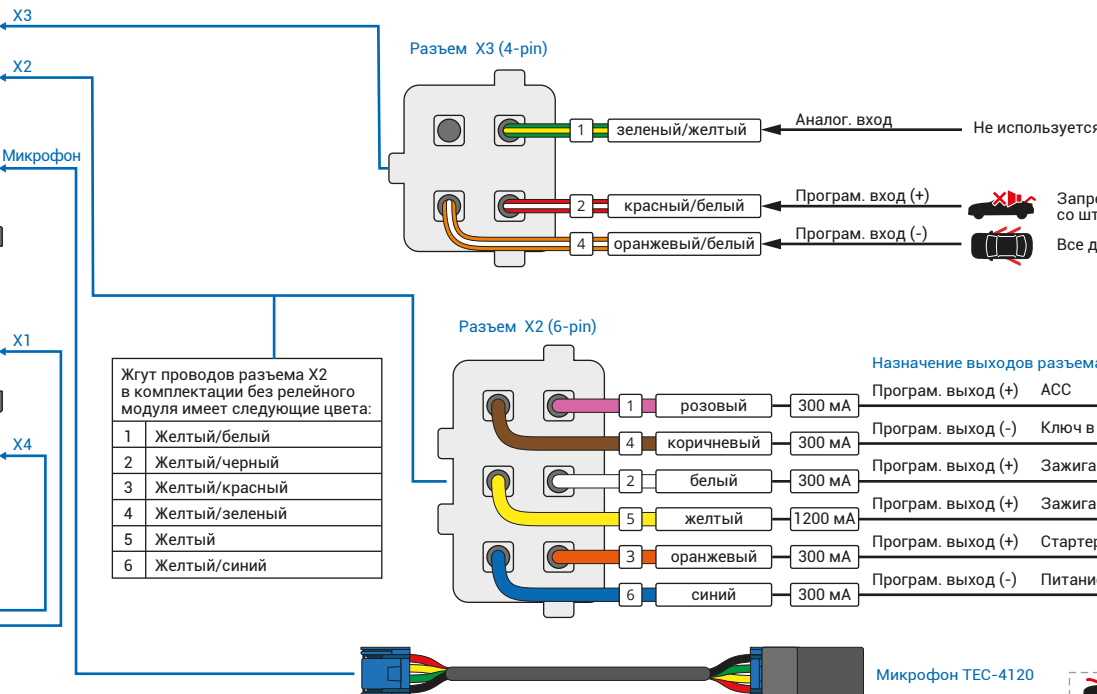 X3
X2
Микрофон
X1
X4
Разъем X3 (4-pin)
1 зеленый/желтый Аналог. вход Не используется
2 красный/белый Програм. вход (+)
со
4 оранжевый/белый Програм. вход (-) Все
Разъем X2 (6-pin)
Жгут проводов разъема X2
в комплектации без релейного
модуля имеет следующие цвета:
1 Желтый/белый
2 Желтый/черный
3 Желтый/красный
4 Желтый/зеленый
5 Желтый
6 Желтый/синий
Назначение выходов разъема
1 розовый 300 мА Програм. выход (+) ACC
4 коричневый 300 мА Програм. выход (-) Ключ в
2 белый 300 мА Програм. выход (+)
5 желтый 1200 мА Програм. выход (+)
3 оранжевый 300 мА Програм. выход (+) Стартер
6 синий 300 мА Програм. выход (-) Питание
Микрофон TEC-4120